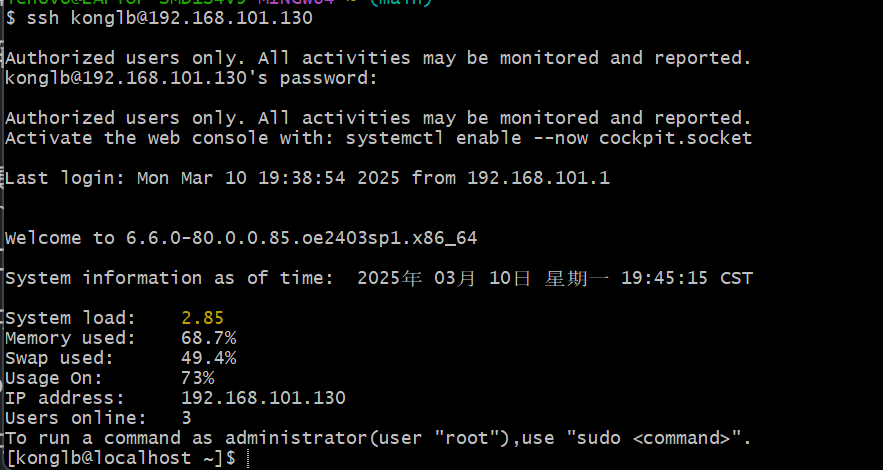 $ ssh konglb@192.168.101.130
Authorized users only. All activities may be monitored and reported.
konglb@192.168.101.130's password:
Authorized users only. All activities may be monitored and reported.
Activate the web console with: systemctl enable --now cockpit.socket
Last login: Mon Mar 10 19:38:54 2025 from 192.168.101.1
Welcome to 6.6.0-80.0.0.85.oe2403sp1.x86_64
System information as of time:  2025年 03月 10日 星期一 19:45:15 CST
System load:    2.85
Memory used:    68.7%
Swap used:      49.4%
Usage On:       73%
IP address:     192.168.101.130
Users online:   3
To run a command as administrator(user "root"),use "sudo <command>".
[konglb@localhost ~]$